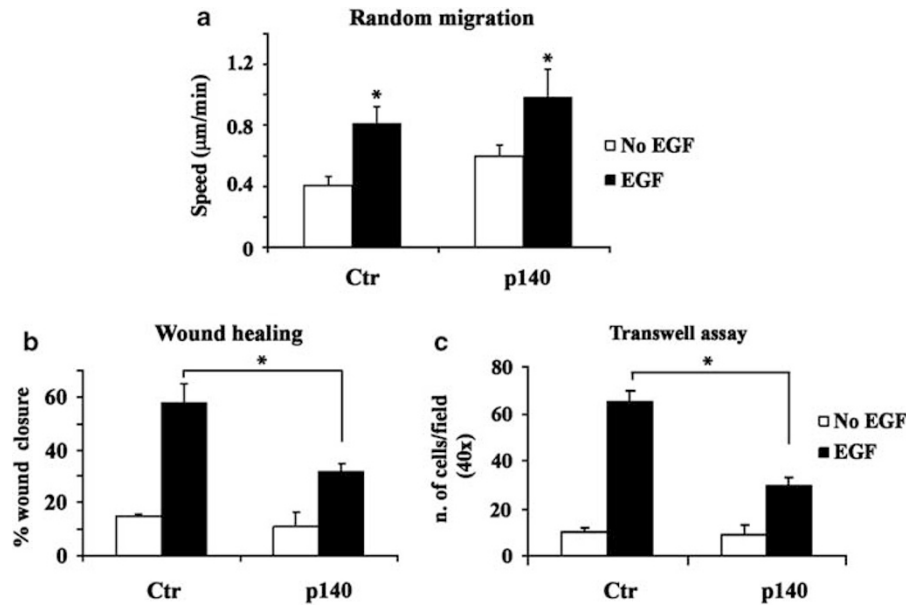 a
Random migration
Speed (μm/min)
1.2
0.8
0.4
0
*
*
Ctr
p140
No EGF
EGF
b
Wound healing
% wound closure
60
40
20
0
*
Ctr
p140
c
Transwell assay
n. of cells/field
(40x)
80
60
40
20
0
*
Ctr
p140
No EGF
EGF